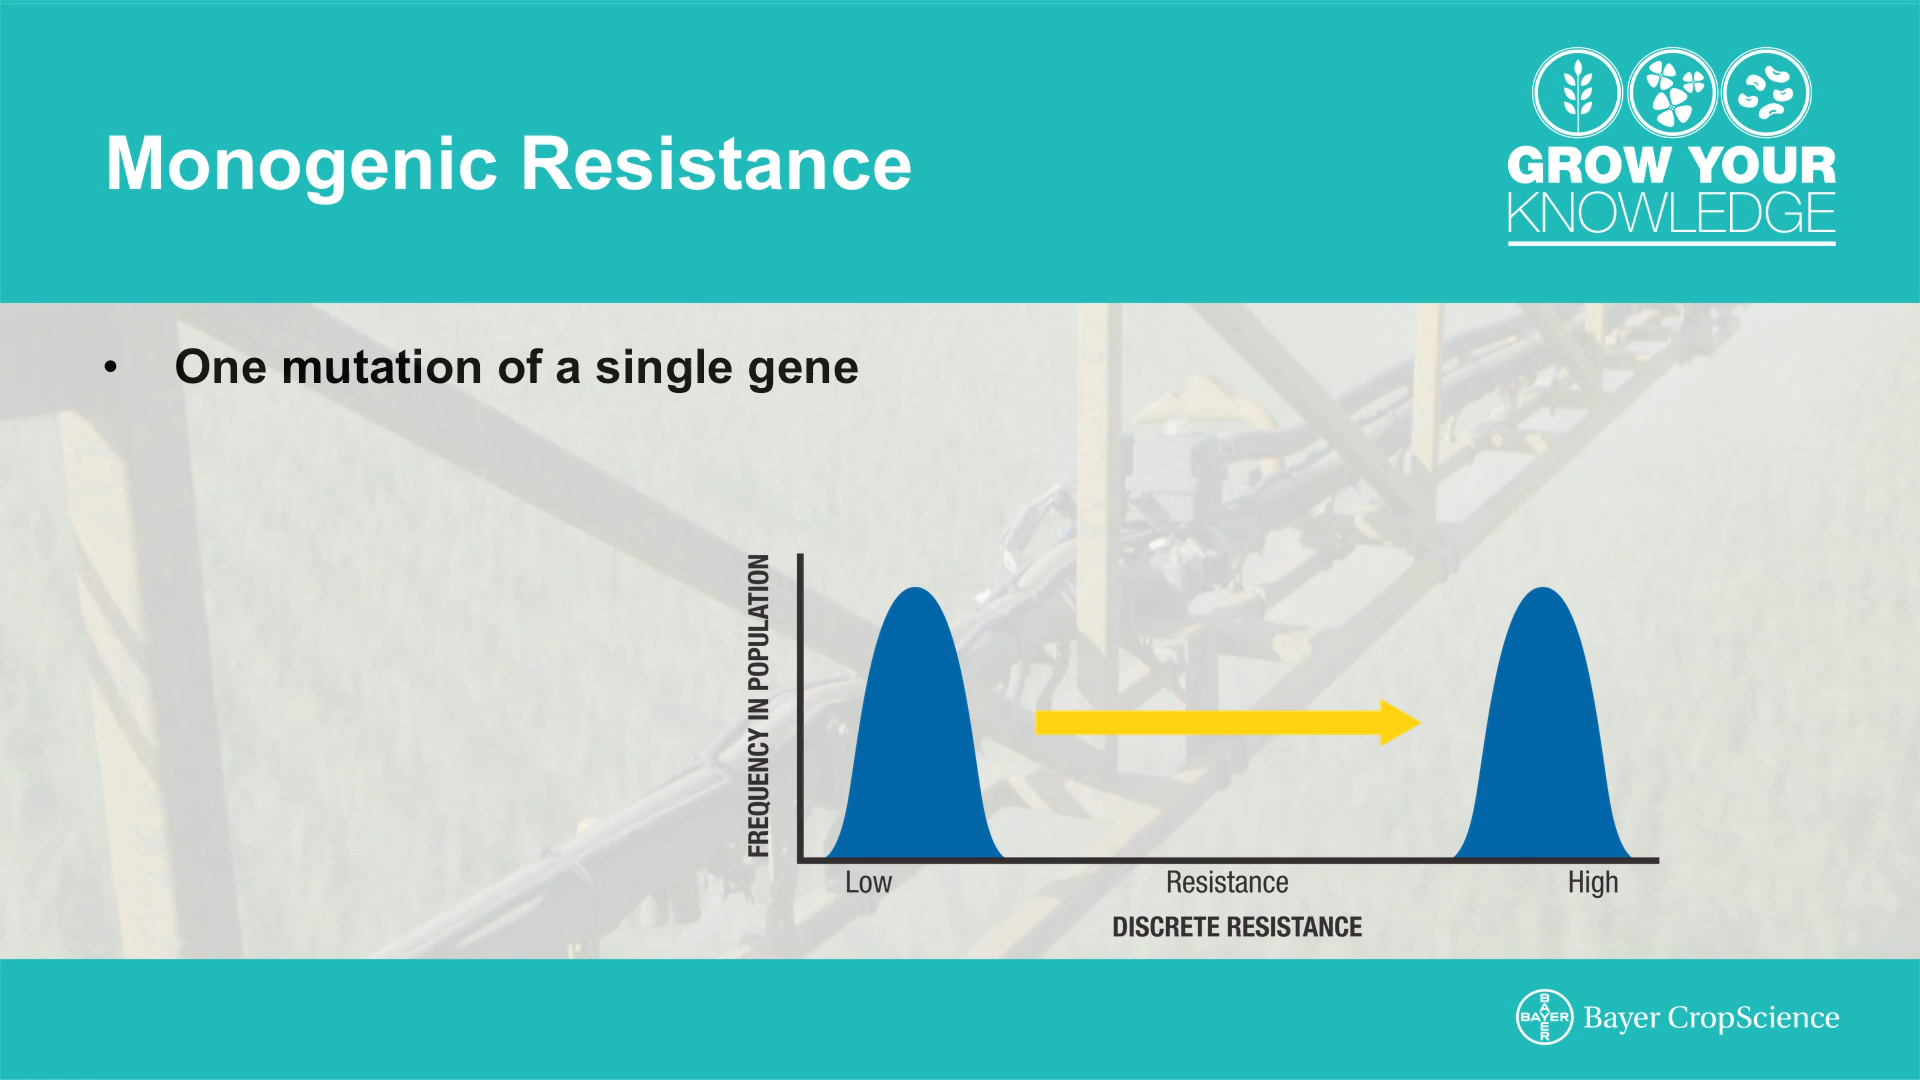 Monogenic Resistance
GROW YOUR
KNOWLEDGE
• One mutation of a single gene
FREQUENCY IN POPULATION
Low Resistance High
DISCRETE RESISTANCE
BAYER
BAYER
Bayer CropScience